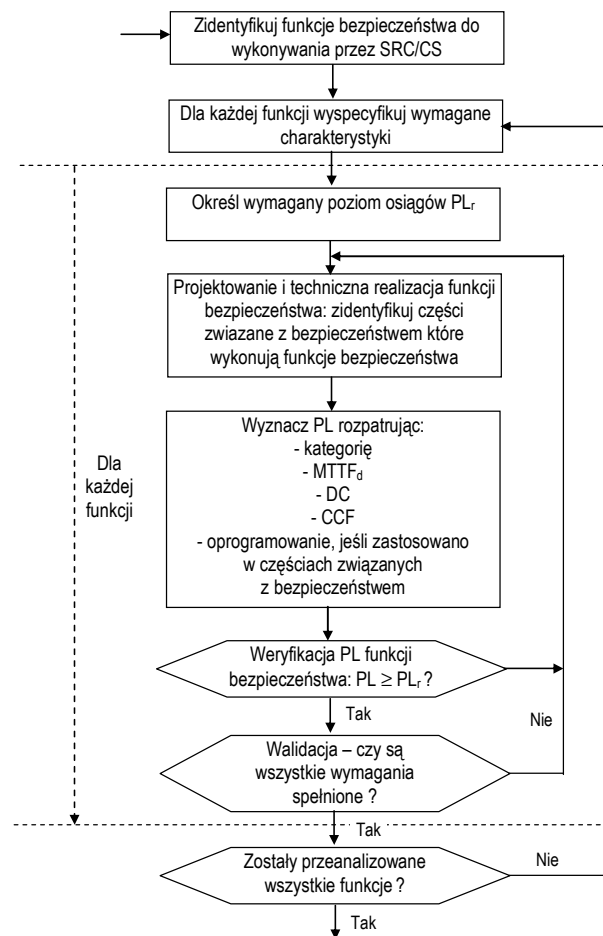 Zidentyfikuj funkcje bezpieczeństwa do
wykonywania przez SRC/CS
Dla każdej funkcji wyspecyfikuj wymagane
charakterystyki
Określ wymagany poziom osiągów PLr
Projektowanie i techniczna realizacja funkcji
bezpieczeństwa: zidentyfikuj części
zwiazane z bezpieczeństwem które
wykonują funkcje bezpieczeństwa
Wyznacz PL rozpatrując:
- kategorię
- MTTFd
- DC
- CCF
- oprogramowanie, jeśli zastosowano
w częściach związanych
z bezpieczeństwem
Dla
każdej
funkcji
Weryfikacja PL funkcji
bezpieczeństwa: PL ≥ PLr ?
Tak
Nie
Walidacja – czy są
wszystkie wymagania
spełnione ?
Tak
Zostały przeanalizowane
wszystkie funkcje ?
Nie
Tak